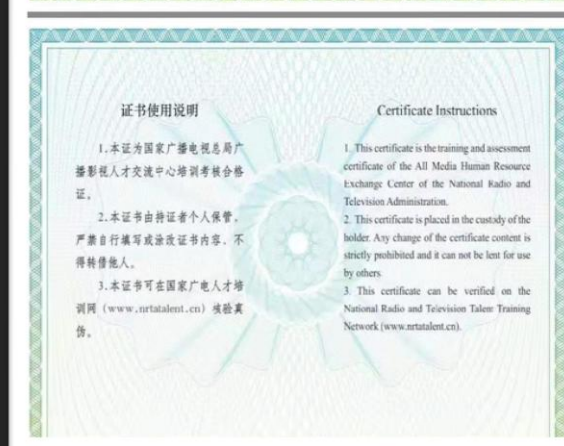 证书使用说明
1.本证为国家广播电视总局广
播影视人才交流中心培训考核合格
证。
2.本证书由持证者个人保管,
严禁自行填写或涂改证书内容,不
得转借他人。
3.本证书可在国家广电人才培
训网(www.nrtatalent.cn)核验真
伪。
Certificate Instructions
1. This certificate is the training and assessment
certificate of the All Media Human Resource
Exchange Center of the National Radio and
Television Administration.
2. This certificate is placed in the custody of the
holder. Any change of the certificate content is
strictly prohibited and it can not be lent for use
by others.
3. This certificate can be verified on the
National Radio and Television Talent Training
Network (www.nrtatalent.cn).